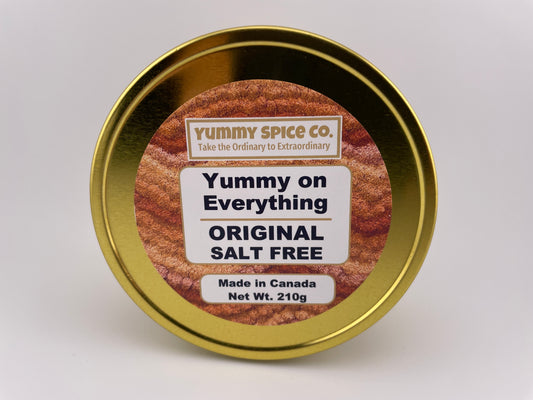 Yummy Spice Co.
Take the Ordinary to Extraordinary
Yummy on
Everything
ORIGINAL
SALT FREE
Made in Canada
Net Wt. 210g